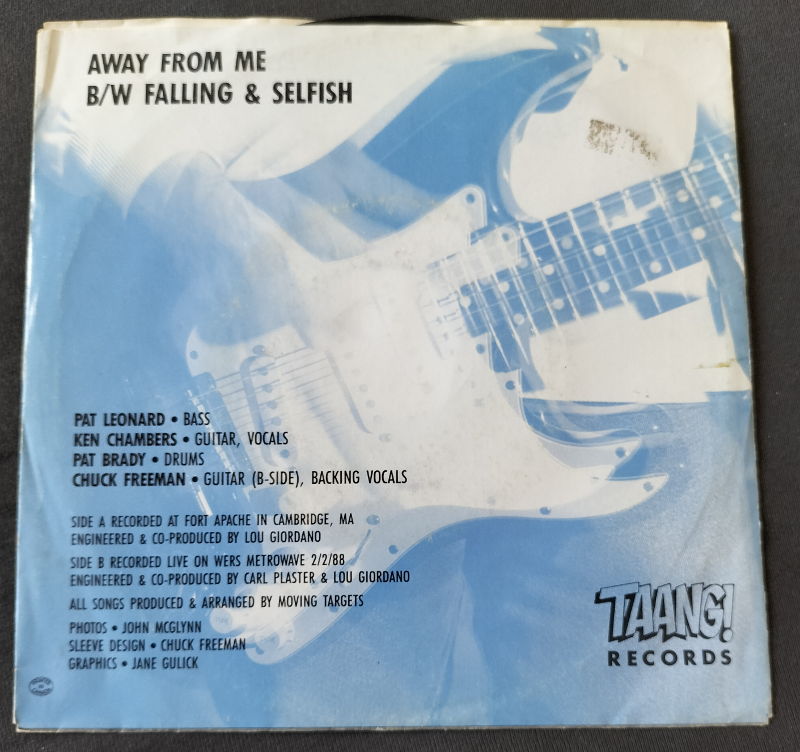 AWAY FROM ME
B/W FALLING & SELFISH
PAT LEONARD • BASS
KEN CHAMBERS • GUITAR, VOCALS
PAT BRADY • DRUMS
CHUCK FREEMAN • GUITAR (B-SIDE), BACKING VOCALS
SIDE A RECORDED AT FORT APACHE IN CAMBRIDGE, MA
ENGINEERED & CO-PRODUCED BY LOU GIORDANO
SIDE B RECORDED LIVE ON WERS METROWAVE 2/2/88
ENGINEERED & CO-PRODUCED BY CARL PLASTER & LOU GIORDANO
ALL SONGS PRODUCED & ARRANGED BY MOVING TARGETS
PHOTOS • JOHN MCGLYNN
SLEEVE DESIGN • CHUCK FREEMAN
GRAPHICS • JANE GULICK
TAANG!
RECORDS